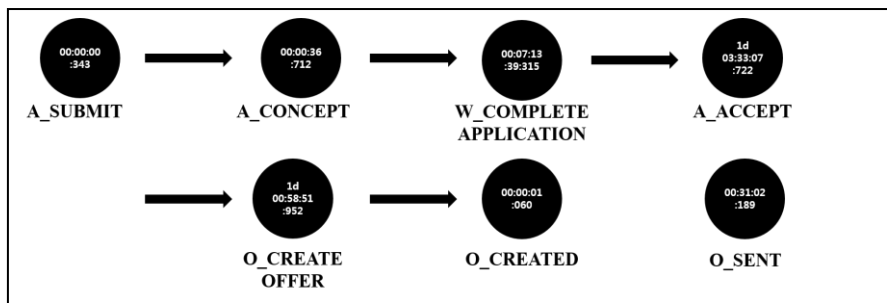 00:00:00
:343
A_SUBMIT
00:00:36
:712
A_CONCEPT
00:07:13
:39:315
W_COMPLETE
APPLICATION
1d
03:33:07
:722
A_ACCEPT
1d
00:58:51
:952
O_CREATE
OFFER
00:00:01
:060
O_CREATED
00:31:02
:189
O_SENT